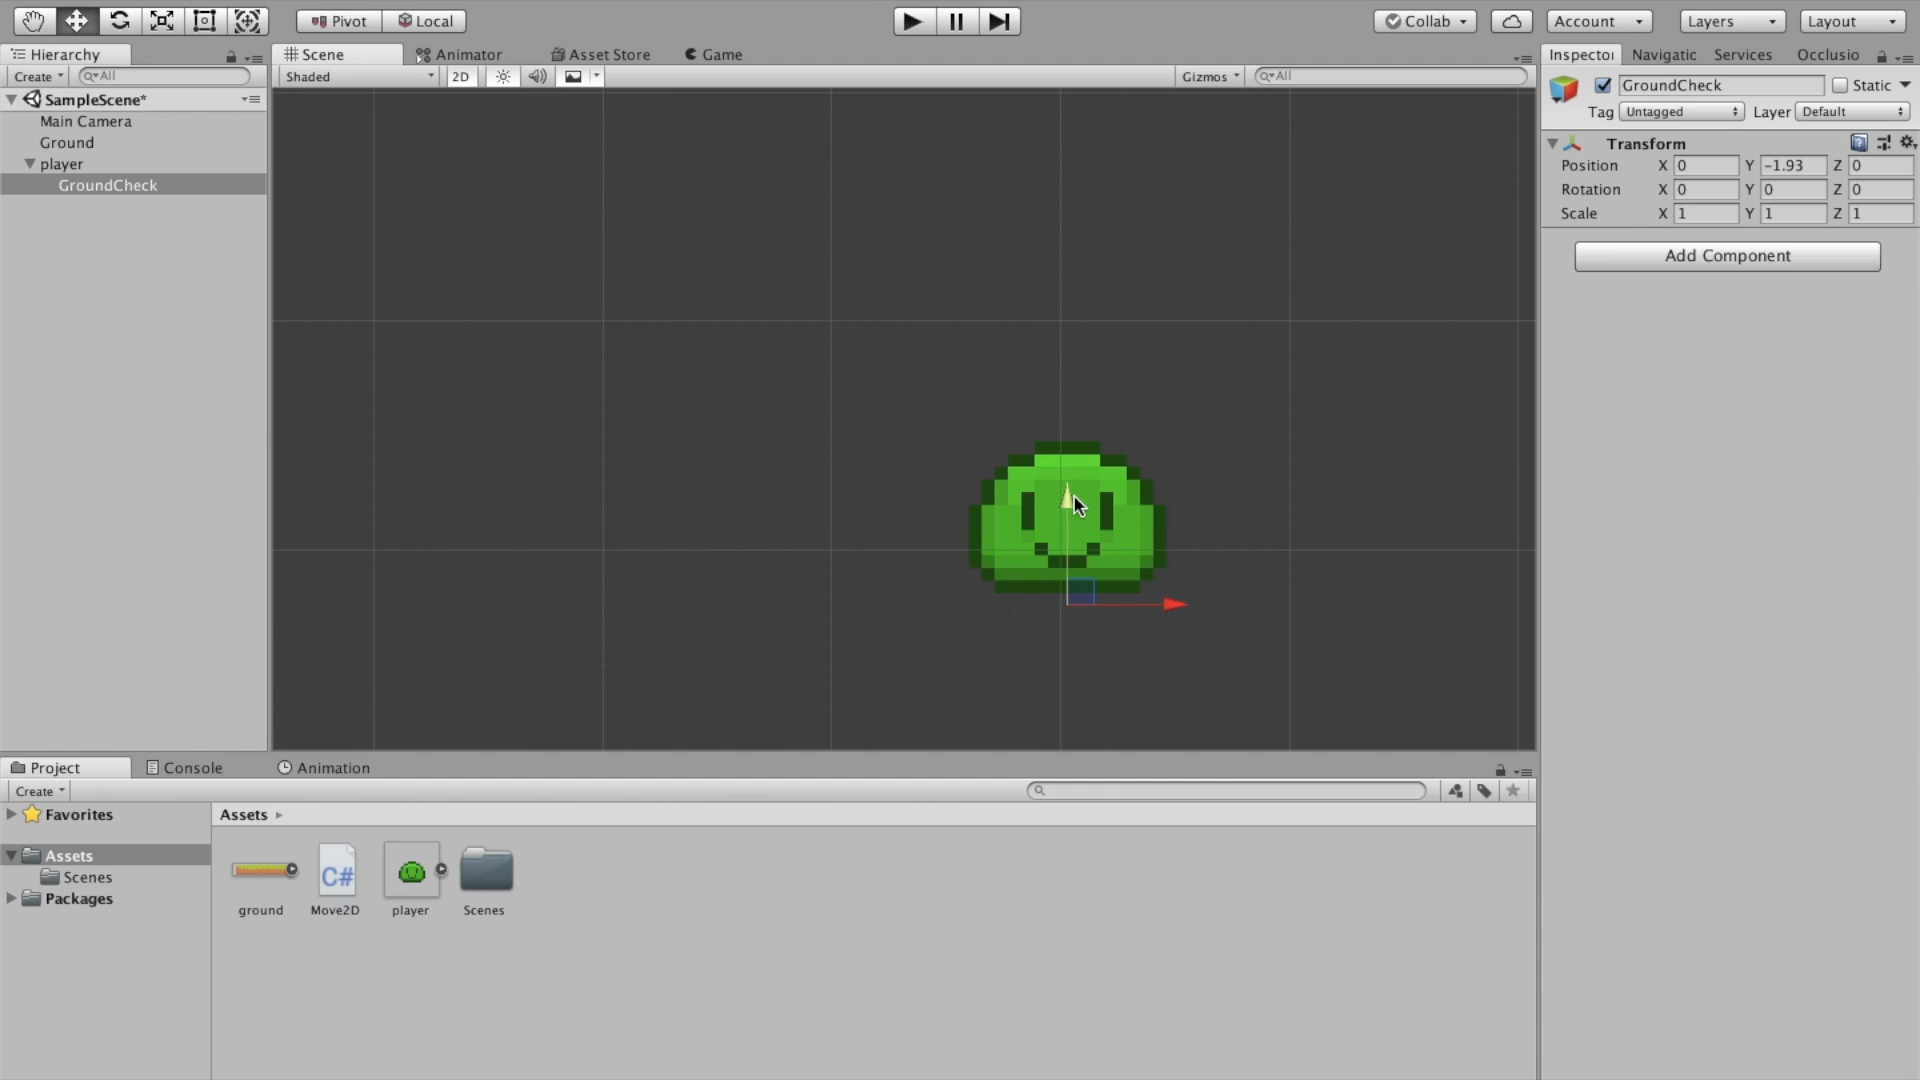 Pivot Local Collab Account Layers Layout
Hierarchy
Create All
SampleScene*
Main Camera
Ground
player
GroundCheck
Scene Animator Asset Store Game
Shaded 2D Gizmos All
Inspector Navigatic Services Occlusio
GroundCheck Static
Tag Untagged Layer Default
Transform
Position X 0 Y -1.93 Z 0
Rotation X 0 Y 0 Z 0
Scale X 1 Y 1 Z 1
Add Component
Project Console Animation
Create
Favorites
Assets
Scenes
Packages
Assets
C#
ground Move2D player Scenes